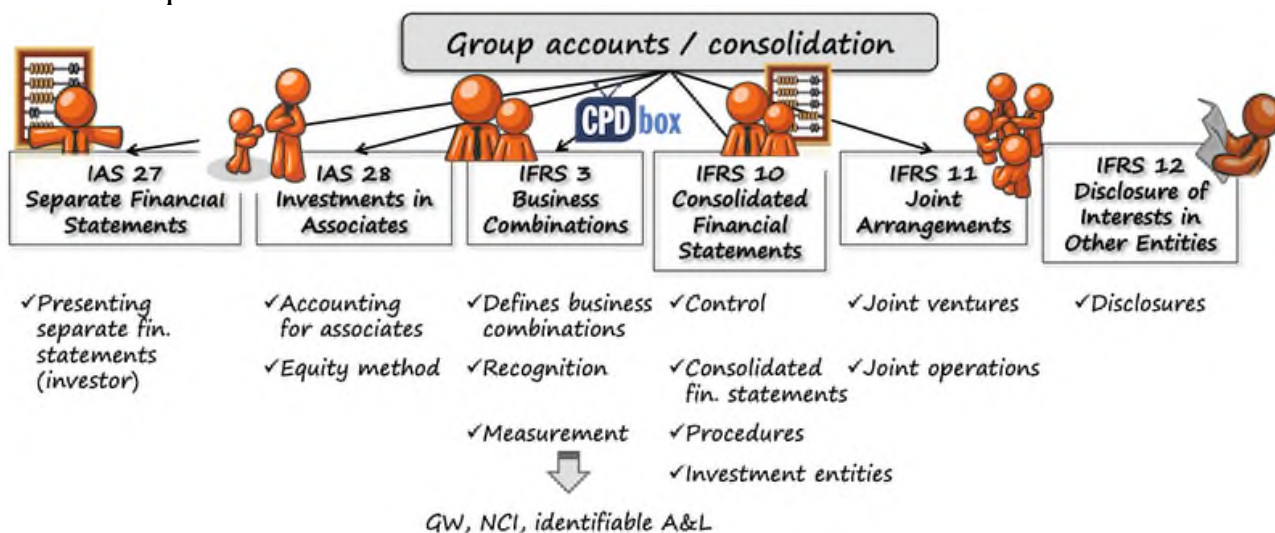 Group accounts / consolidation
CPDbox
IAS 27
Separate Financial
Statements
IAS 28
Investments in
Associates
IFRS 3
Business
Combinations
IFRS 10
Consolidated
Financial
Statements
IFRS 11
Joint
Arrangements
IFRS 12
Disclosure of
Interests in
Other Entities
✓Presenting
separate fin.
statements
(investor)
✓Accounting
for associates
✓Equity method
✓Defines business
combinations
✓Recognition
✓Measurement
GW, NCI, identifiable A&L
✓Control
✓Consolidated
fin. statements
✓Procedures
✓Investment entities
✓Joint ventures
✓Joint operations
✓Disclosures